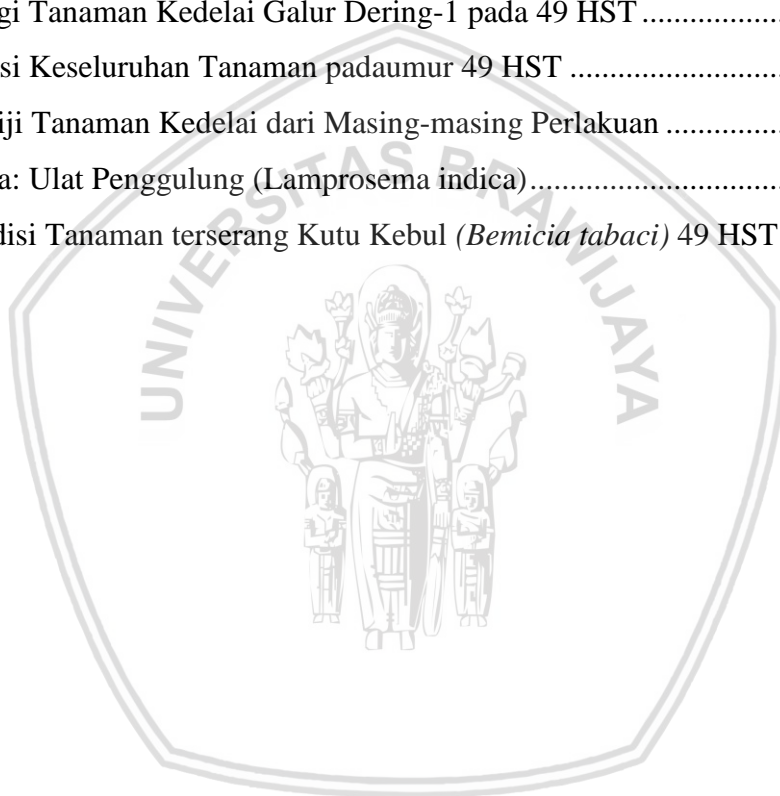 gi Tanaman Kedelai Galur Dering-1 pada 49 HST ..............................
si Keseluruhan Tanaman padaumur 49 HST ..............................
iji Tanaman Kedelai dari Masing-masing Perlakuan ..............................
a: Ulat Penggulung (Lamprosema indica)..............................
disi Tanaman terserang Kutu Kebul (Bemicia tabaci) 49 HST
UNIVERSITAS BRAWIJAYA